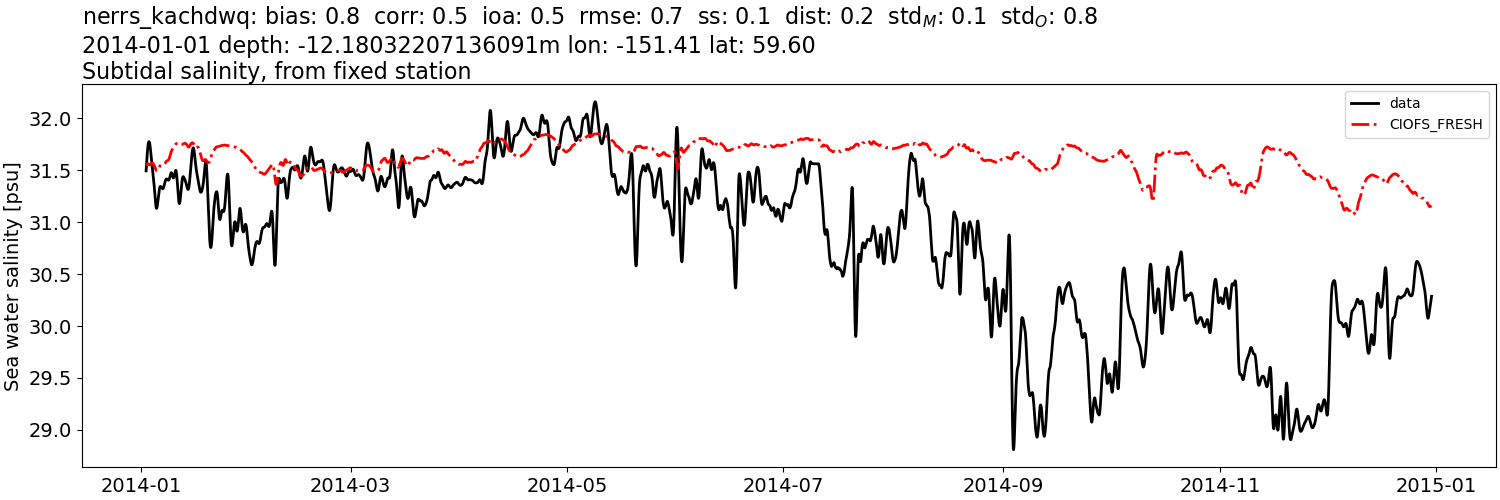 nerrs_kachdwq: bias: 0.8 corr: 0.5 ioa: 0.5 rmse: 0.7 ss: 0.1 dist: 0.2 std_M: 0.1 std_O: 0.8
2014-01-01 depth: -12.18032207136091m lon: -151.41 lat: 59.60
Subtidal salinity, from fixed station
data
CIOFS_FRESH
Sea water salinity [psu]
32.0
31.5
31.0
30.5
30.0
29.5
29.0
2014-01 2014-03 2014-05 2014-07 2014-09 2014-11 2015-01